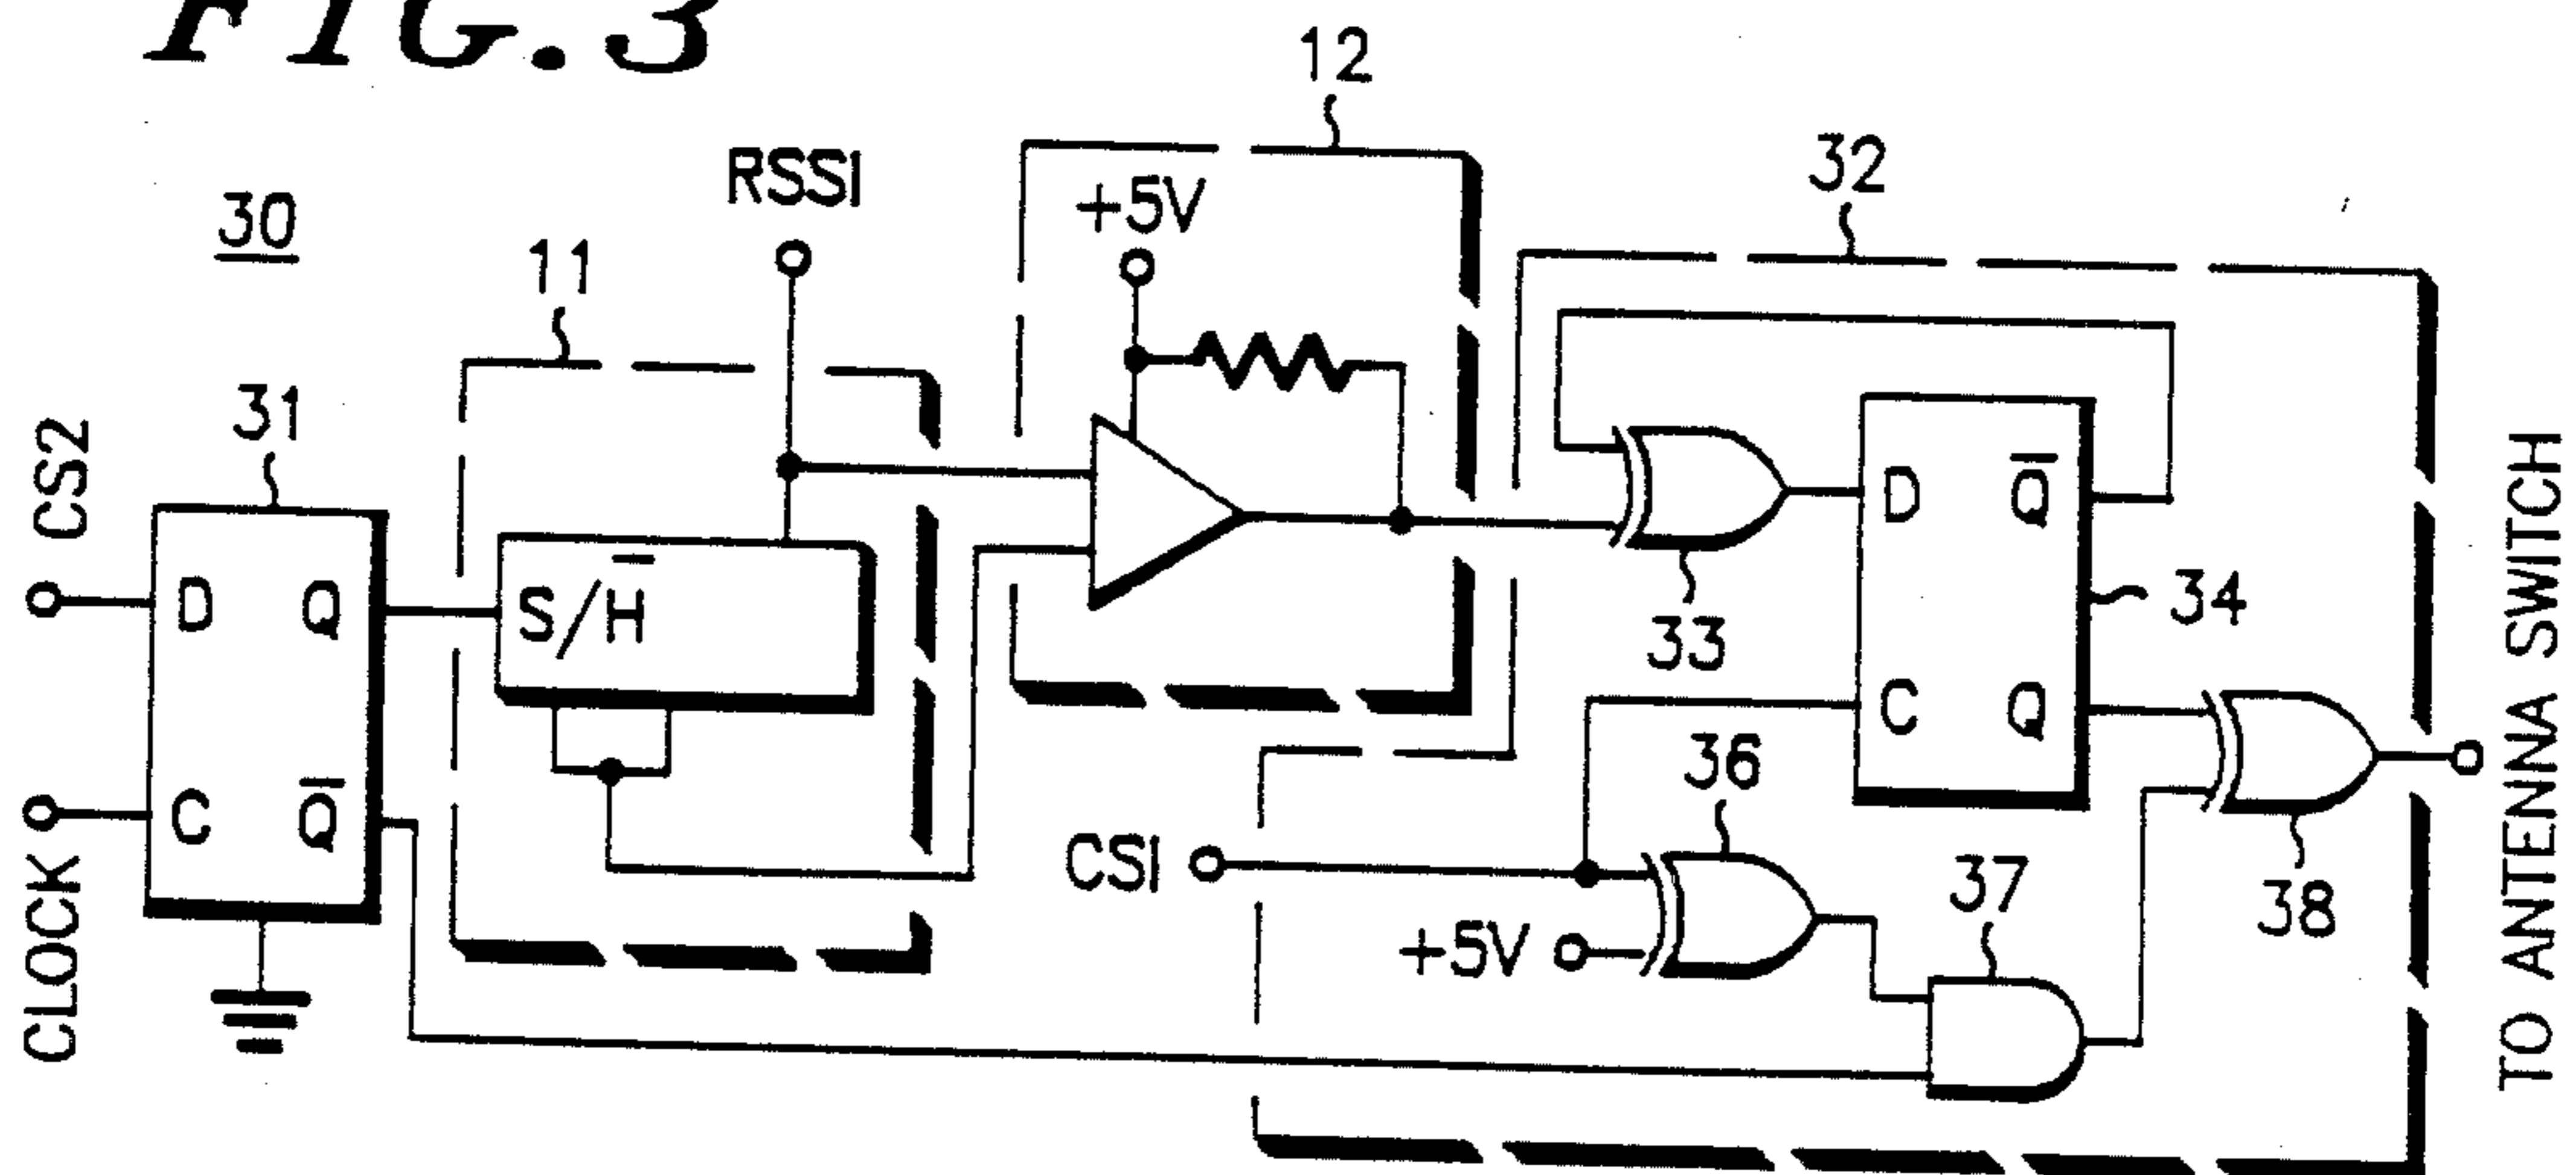 FIG. 3
30
11
RSSI
12
+5V
32
31
CS2
D Q
C Q̅
CLOCK
S/H̅
33
D Q̅
C Q
34
CSI
+5V
36
37
38
TO ANTENNA SWITCH